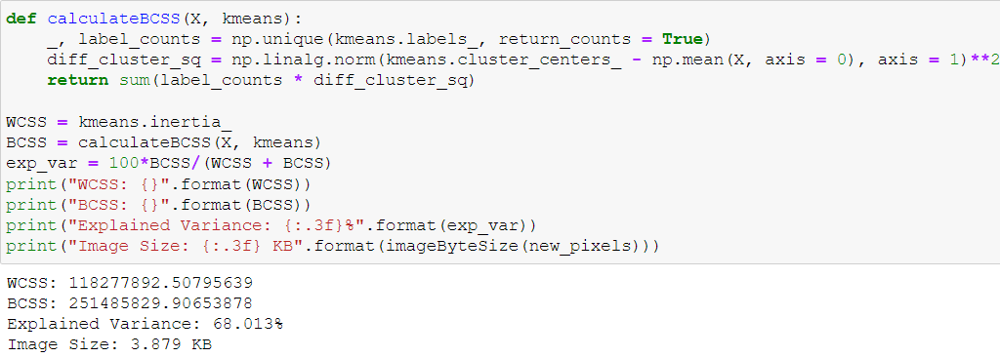 def calculateBCSS(X, kmeans):
    _, label_counts = np.unique(kmeans.labels_, return_counts = True)
    diff_cluster_sq = np.linalg.norm(kmeans.cluster_centers_ - np.mean(X, axis = 0), axis = 1)**2
    return sum(label_counts * diff_cluster_sq)

WCSS = kmeans.inertia_
BCSS = calculateBCSS(X, kmeans)
exp_var = 100*BCSS/(WCSS + BCSS)
print("WCSS: {}".format(WCSS))
print("BCSS: {}".format(BCSS))
print("Explained Variance: {:.3f}%".format(exp_var))
print("Image Size: {:.3f} KB".format(imageByteSize(new_pixels)))
WCSS: 118277892.50795639
BCSS: 251485829.90653878
Explained Variance: 68.013%
Image Size: 3.879 KB